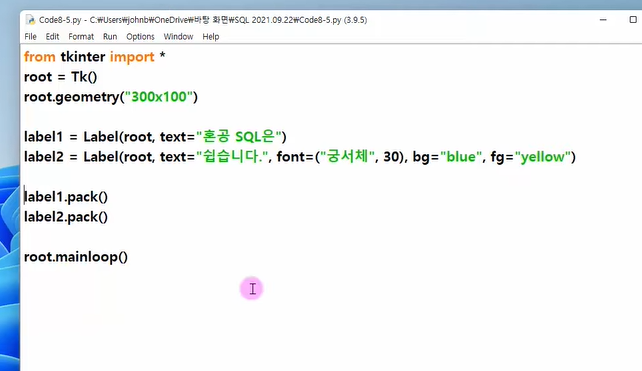 Code8-5.py - C:₩Users₩johnb₩OneDrive₩바탕 화면₩SQL 2021.09.22₩Code8-5.py (3.9.5)
File Edit Format Run Options Window Help
from tkinter import *
root = Tk()
root.geometry("300x100")
label1 = Label(root, text="혼공 SQL은")
label2 = Label(root, text="쉽습니다.", font=("궁서체", 30), bg="blue", fg="yellow")
label1.pack()
label2.pack()
root.mainloop()